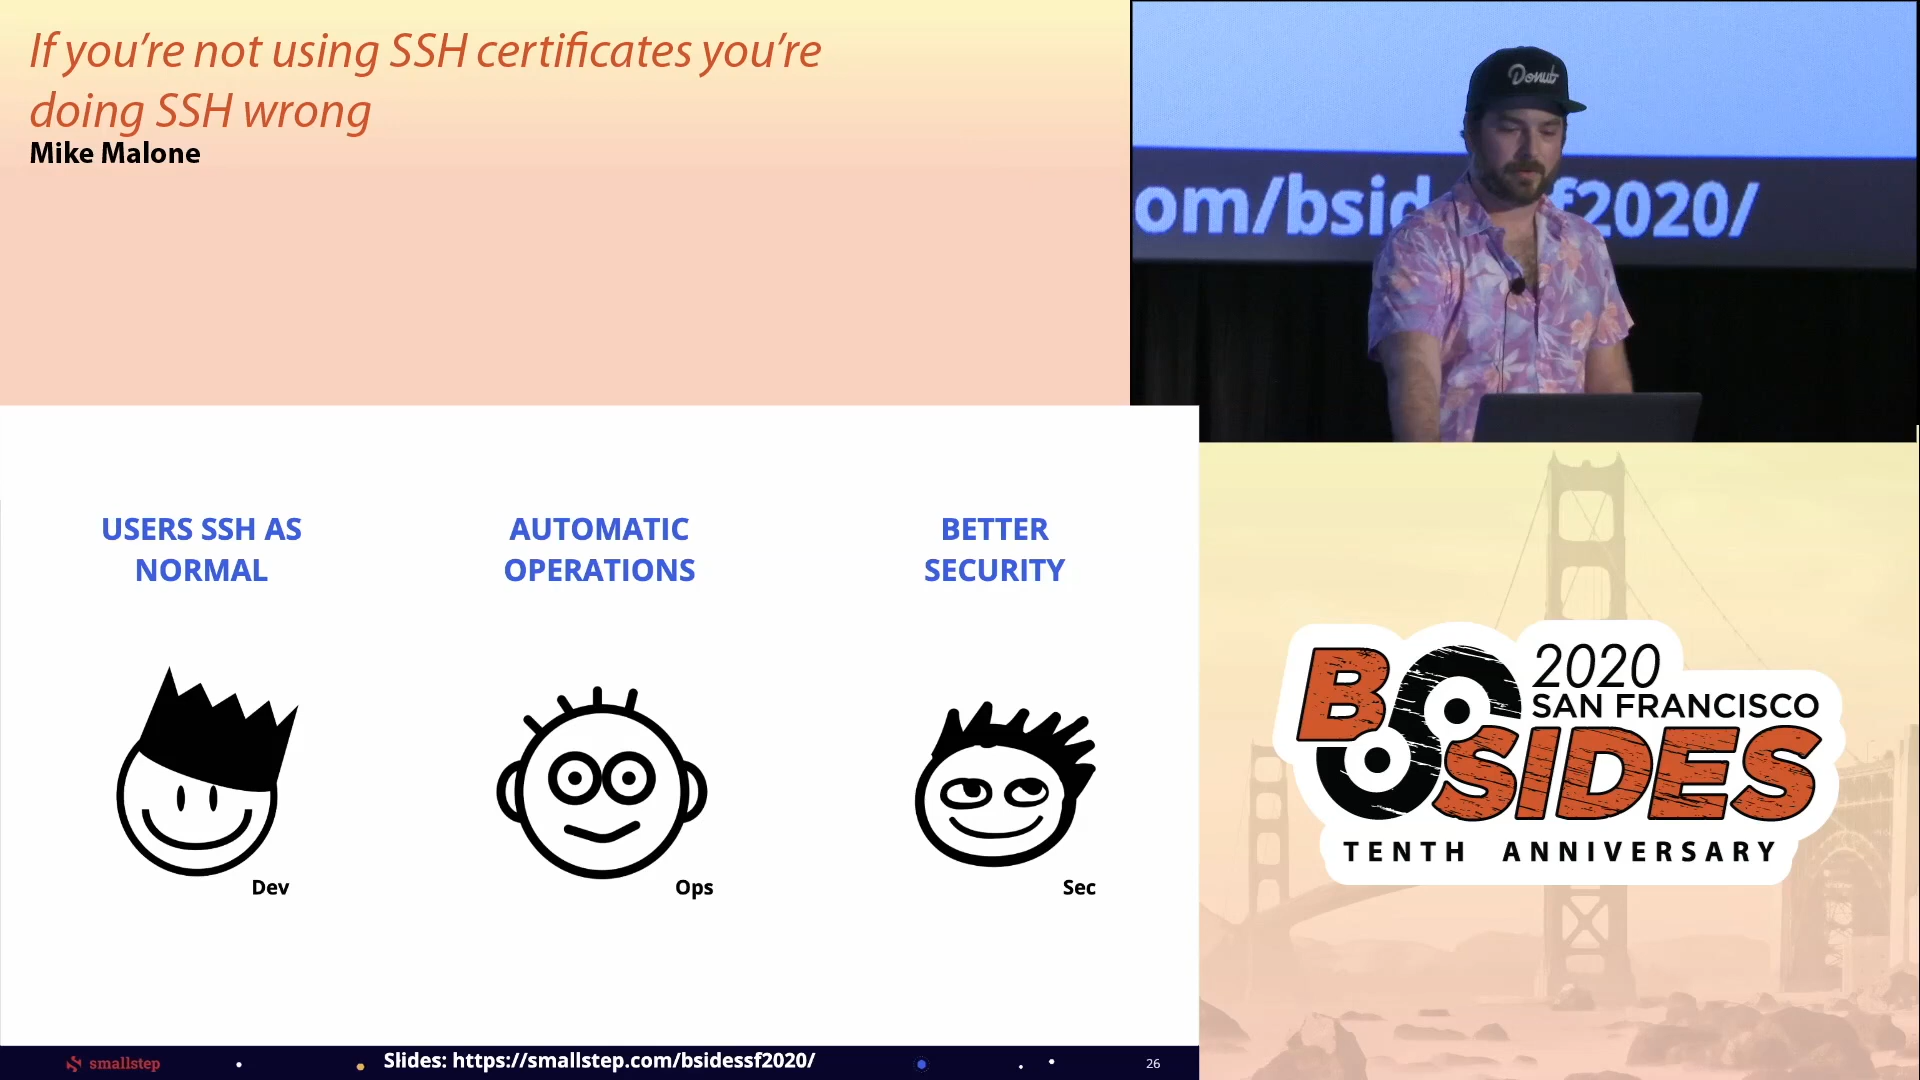 If you're not using SSH certificates you're
doing SSH wrong
Mike Malone
Donut
om/bsid f2020/
USERS SSH AS
NORMAL
AUTOMATIC
OPERATIONS
BETTER
SECURITY
Dev
Ops
Sec
smallstep
Slides: https://smallstep.com/bsidessf2020/
26
2020
SAN FRANCISCO
BSIDES
TENTH ANNIVERSARY